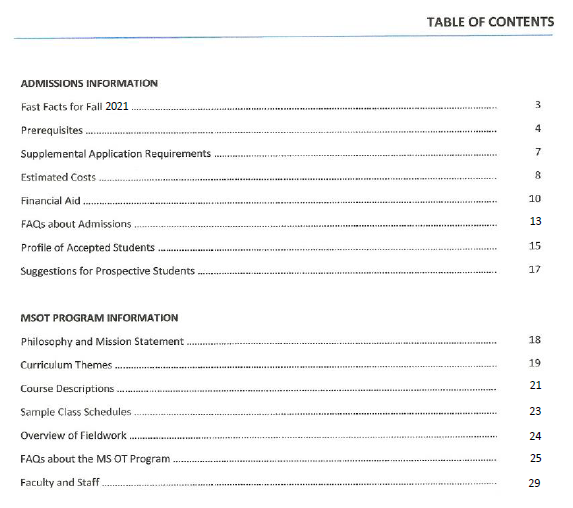 TABLE OF CONTENTS
ADMISSIONS INFORMATION
Fast Facts for Fall 2021 ........ 3
Prerequisites ........ 4
Supplemental Application Requirements ........ 7
Estimated Costs ........ 8
Financial Aid ........ 10
FAQs about Admissions ........ 13
Profile of Accepted Students ........ 15
Suggestions for Prospective Students ........ 17
MSOT PROGRAM INFORMATION
Philosophy and Mission Statement ........ 18
Curriculum Themes ........ 19
Course Descriptions ........ 21
Sample Class Schedules ........ 23
Overview of Fieldwork ........ 24
FAQs about the MS OT Program ........ 25
Faculty and Staff ........ 29